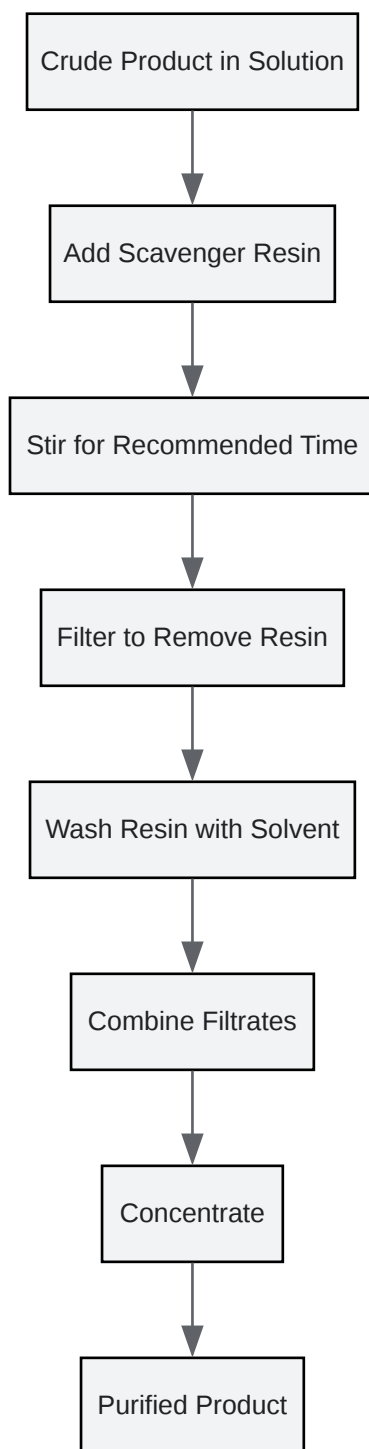 Crude Product in Solution
Add Scavenger Resin
Stir for Recommended Time
Filter to Remove Resin
Wash Resin with Solvent
Combine Filtrates
Concentrate
Purified Product